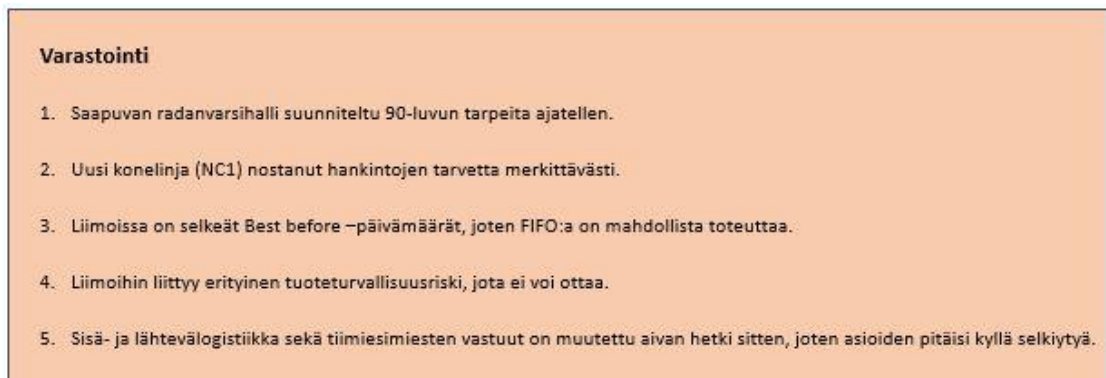 Varastointi
1. Saapuvan radanvarsihalli suunniteltu 90-luvun tarpeita ajatellen.
2. Uusi konelinja (NC1) nostanut hankintojen tarvetta merkittävästi.
3. Liimoissa on selkeät Best before –päivämäärät, joten FIFO:a on mahdollista toteuttaa.
4. Liimoihin liittyy erityinen tuoteturvallisuusriski, jota ei voi ottaa.
5. Sisä- ja lähtevälogistiikka sekä tiimiesimiesten vastuut on muutettu aivan hetki sitten, joten asioiden pitäisi kyllä selkiytyä.